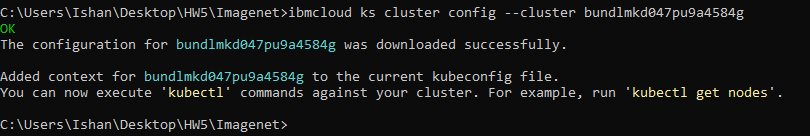 C:\Users\Ishan\Desktop\HW5\Imagenet>ibmcloud ks cluster config --cluster bundlmkd047pu9a4584g
OK
The configuration for bundlmkd047pu9a4584g was downloaded successfully.
Added context for bundlmkd047pu9a4584g to the current kubeconfig file.
You can now execute 'kubectl' commands against your cluster. For example, run 'kubectl get nodes'.
C:\Users\Ishan\Desktop\HW5\Imagenet>